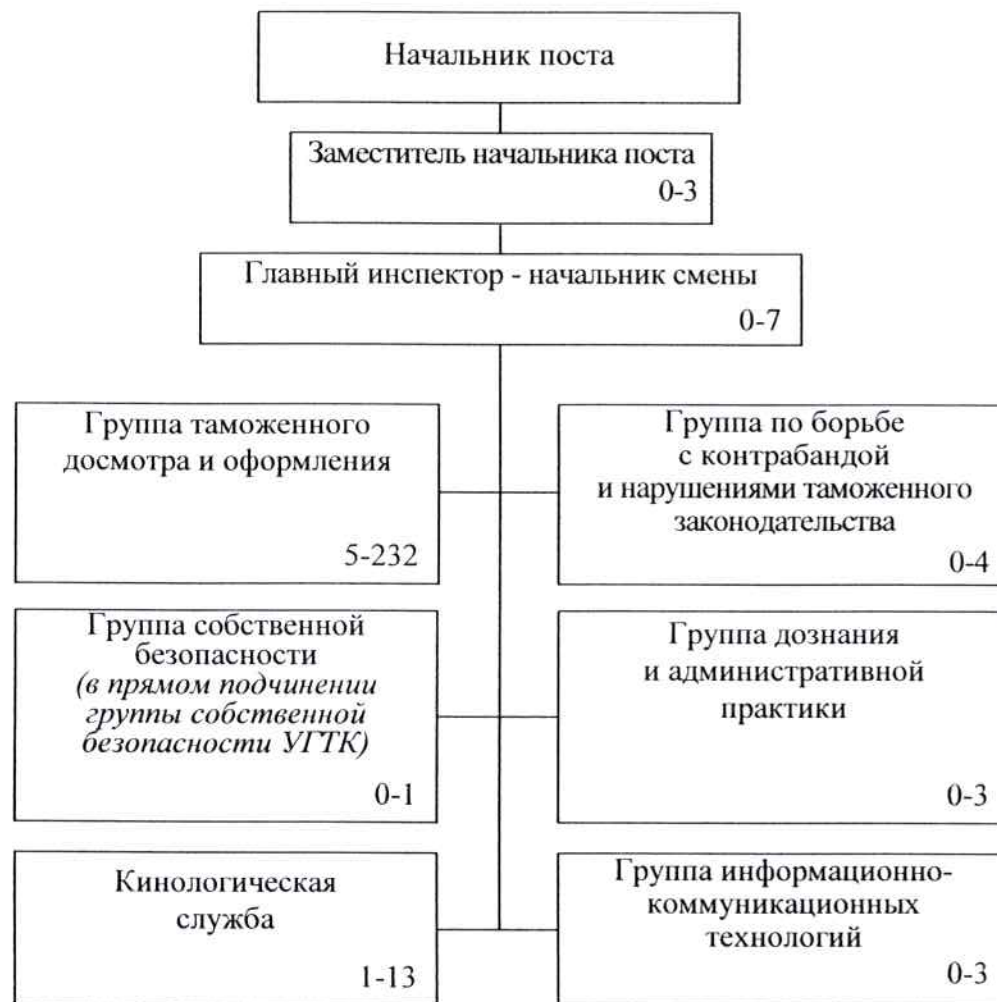 Начальник поста
Заместитель начальника поста
0-3
Главный инспектор - начальник смены
0-7
Группа таможенного
досмотра и оформления
5-232
Группа по борьбе
с контрабандой
и нарушениями таможенного
законодательства
0-4
Группа собственной
безопасности
(в прямом подчинении
группы собственной
безопасности УГТК)
0-1
Группа дознания
и административной
практики
0-3
Кинологическая
служба
1-13
Группа информационно-
коммуникационных
технологий
0-3